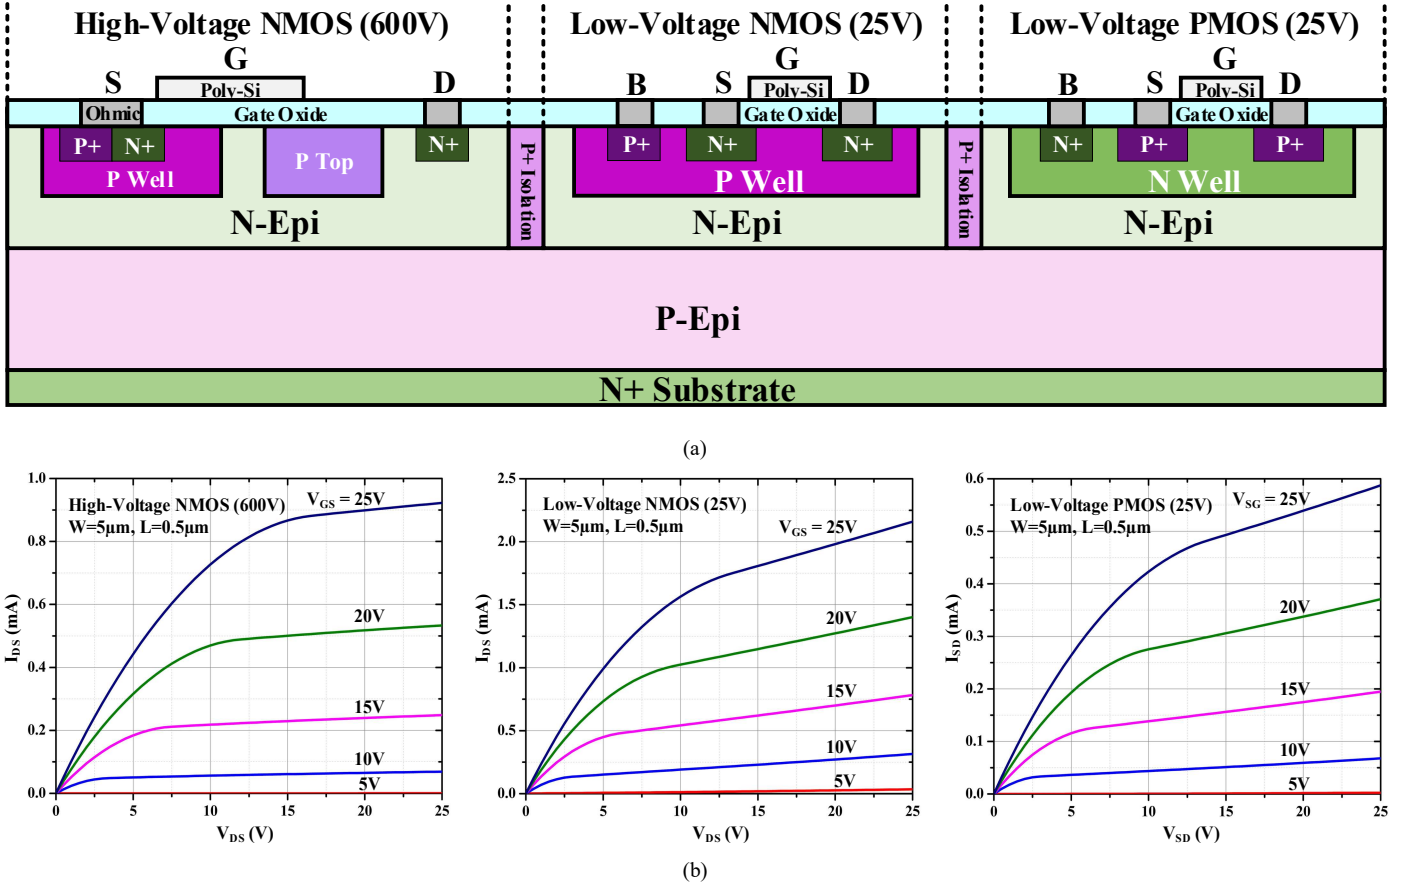 High-Voltage NMOS (600V)
Low-Voltage NMOS (25V)
Low-Voltage PMOS (25V)
S
G
D
B
S
G
D
B
S
G
D
Ohmic
Poly-Si
Gate Oxide
Poly-Si
Gate Oxide
Poly-Si
Gate Oxide
P+
N+
P Well
P Top
N+
N-Epi
P+ Isolation
P+
N+
N+
P Well
N-Epi
P+ Isolation
N+
P+
P+
N Well
N-Epi
P-Epi
N+ Substrate
(a)
High-Voltage NMOS (600V)
W=5μm, L=0.5μm
V_GS = 25V
20V
15V
10V
5V
I_DS (mA)
1.0
0.8
0.6
0.4
0.2
0.0
0 5 10 15 20 25
V_DS (V)
Low-Voltage NMOS (25V)
W=5μm, L=0.5μm
V_GS = 25V
20V
15V
10V
5V
I_DS (mA)
2.5
2.0
1.5
1.0
0.5
0.0
0 5 10 15 20 25
V_DS (V)
Low-Voltage PMOS (25V)
W=5μm, L=0.5μm
V_SG = 25V
20V
15V
10V
5V
I_SD (mA)
0.6
0.5
0.4
0.3
0.2
0.1
0.0
0 5 10 15 20 25
V_SD (V)
(b)